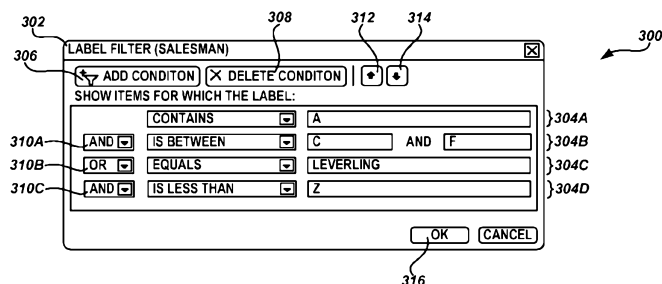 302 308 312 314
300
LABEL FILTER (SALESMAN)
306 ADD CONDITON DELETE CONDITON
SHOW ITEMS FOR WHICH THE LABEL:
CONTAINS A 304A
310A AND IS BETWEEN C AND F 304B
310B OR EQUALS LEVERLING 304C
310C AND IS LESS THAN Z 304D
OK CANCEL
316